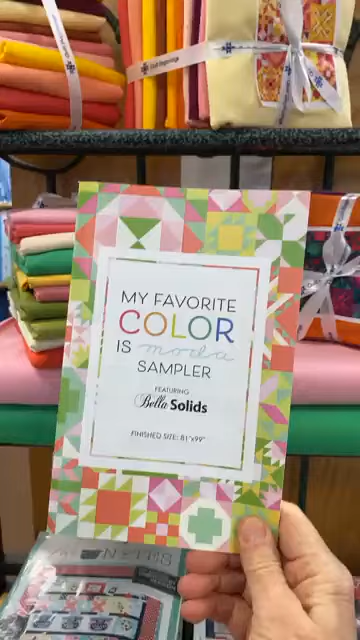 MY FAVORITE
COLOR
IS moda
SAMPLER
FEATURING
Bella Solids
FINISHED SIZE: 81"x99"